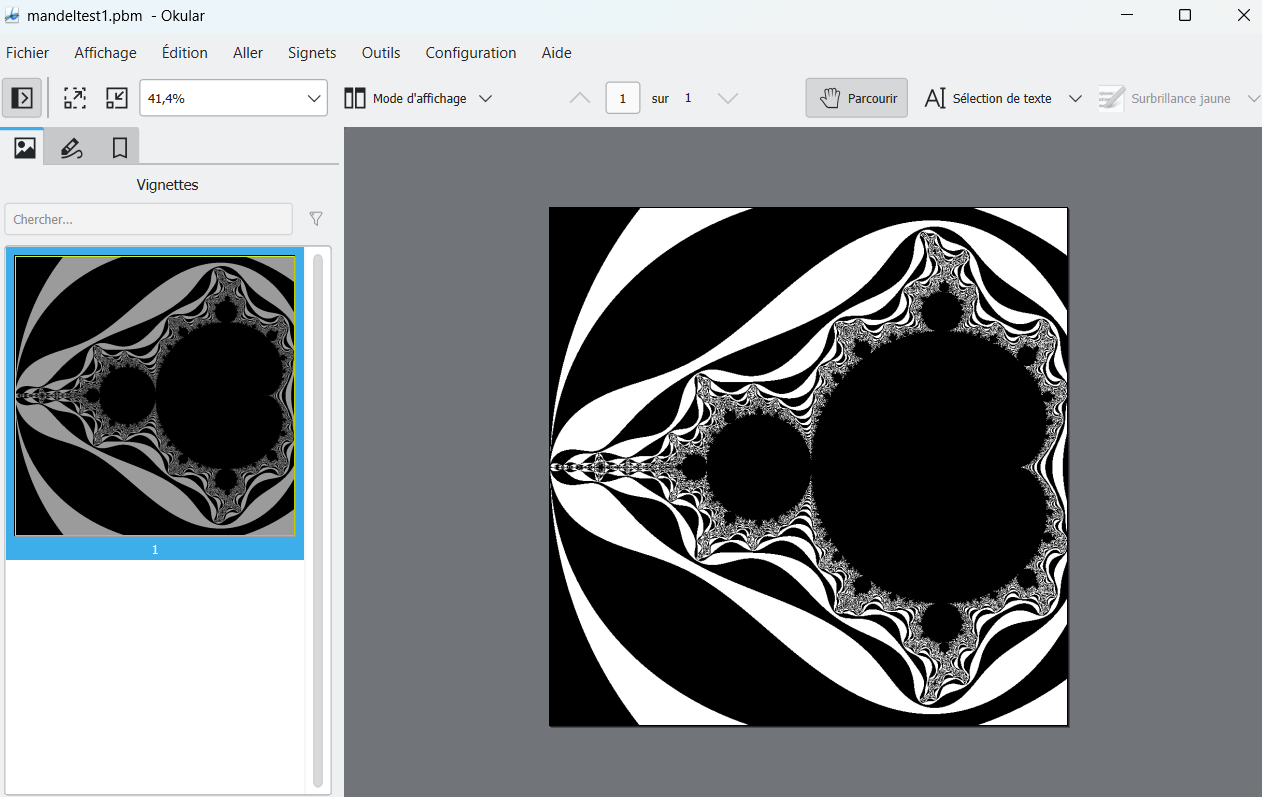 mandeltest1.pbm - Okular
Fichier Affichage Édition Aller Signets Outils Configuration Aide
41,4% Mode d'affichage 1 sur 1 Parcourir Sélection de texte Surbrillance jaune
Vignettes
Chercher...
1